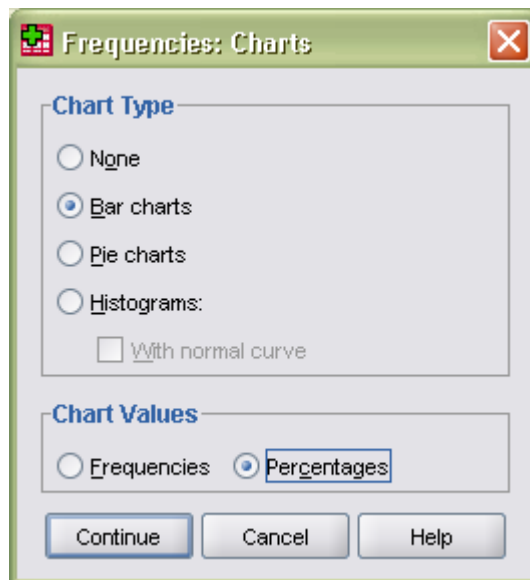 Frequencies: Charts
Chart Type
None
Bar charts
Pie charts
Histograms:
With normal curve
Chart Values
Frequencies Percentages
Continue Cancel Help